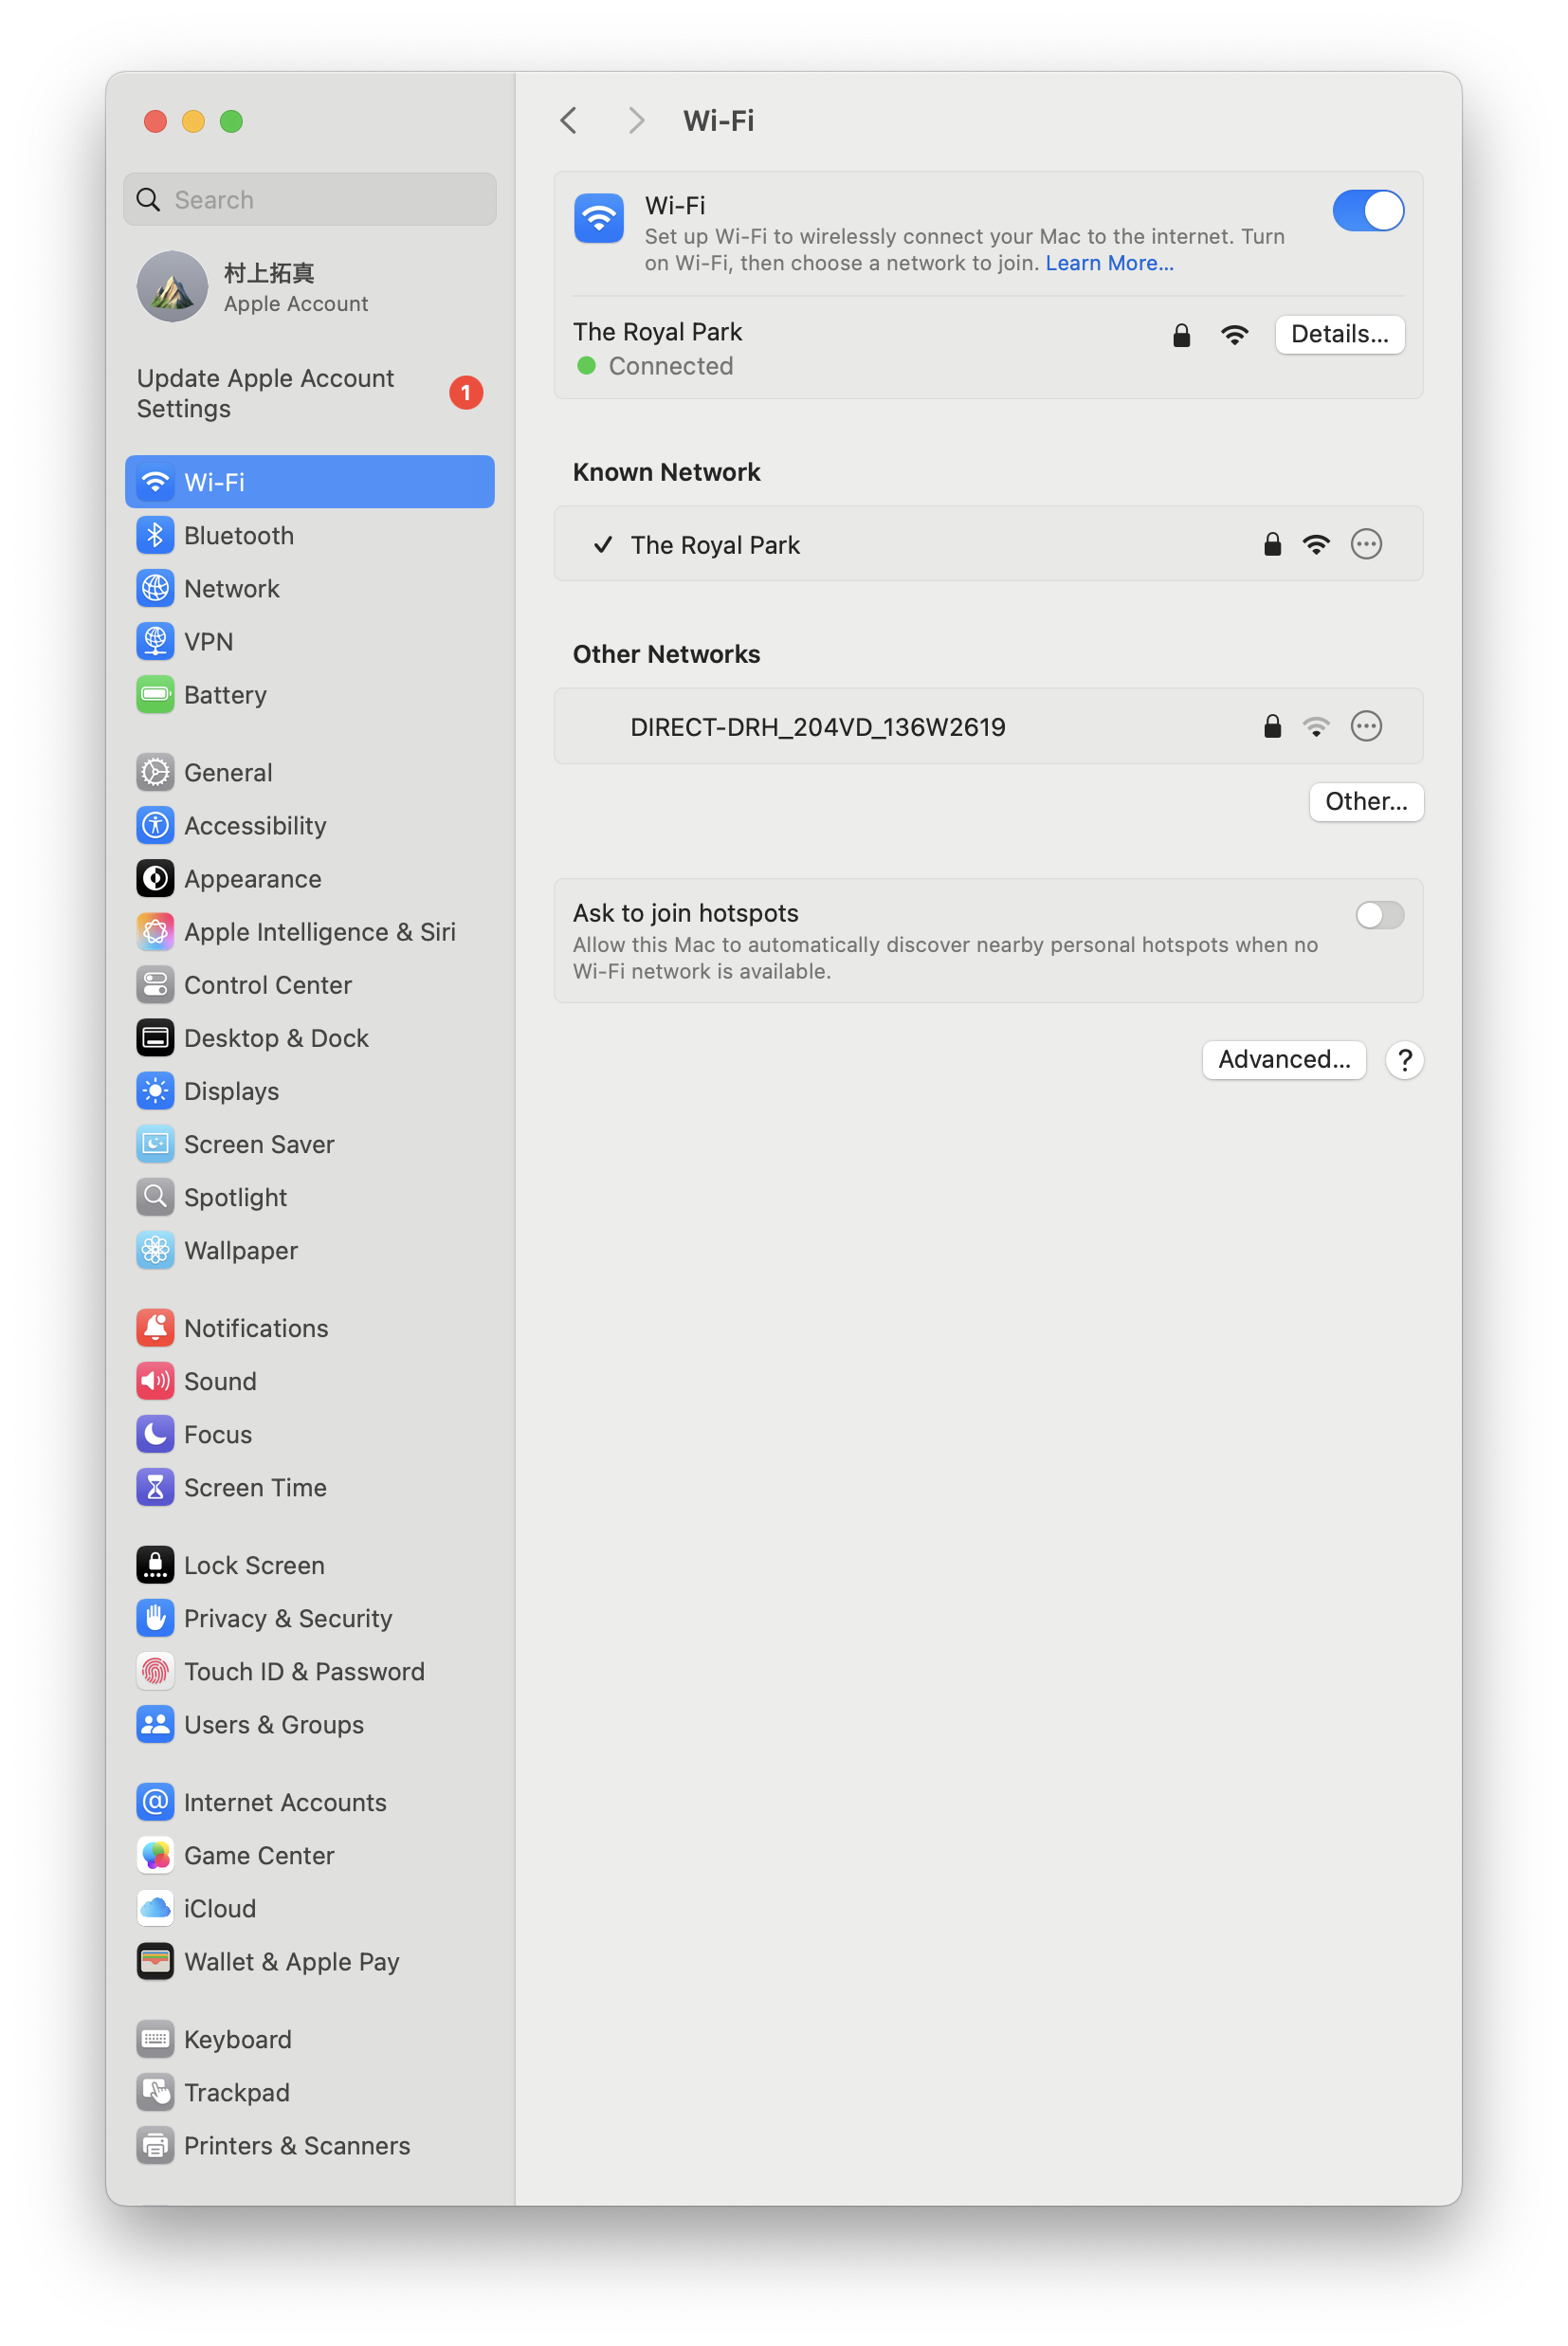 Wi-Fi
Search
村上拓真
Apple Account
Update Apple Account
Settings
1
Wi-Fi
Bluetooth
Network
VPN
Battery
General
Accessibility
Appearance
Apple Intelligence & Siri
Control Center
Desktop & Dock
Displays
Screen Saver
Spotlight
Wallpaper
Notifications
Sound
Focus
Screen Time
Lock Screen
Privacy & Security
Touch ID & Password
Users & Groups
Internet Accounts
Game Center
iCloud
Wallet & Apple Pay
Keyboard
Trackpad
Printers & Scanners
Wi-Fi
Set up Wi-Fi to wirelessly connect your Mac to the internet. Turn
on Wi-Fi, then choose a network to join. Learn More...
The Royal Park
Details...
Connected
Known Network
✓ The Royal Park
Other Networks
DIRECT-DRH_204VD_136W2619
Other...
Ask to join hotspots
Allow this Mac to automatically discover nearby personal hotspots when no
Wi-Fi network is available.
Advanced...
?